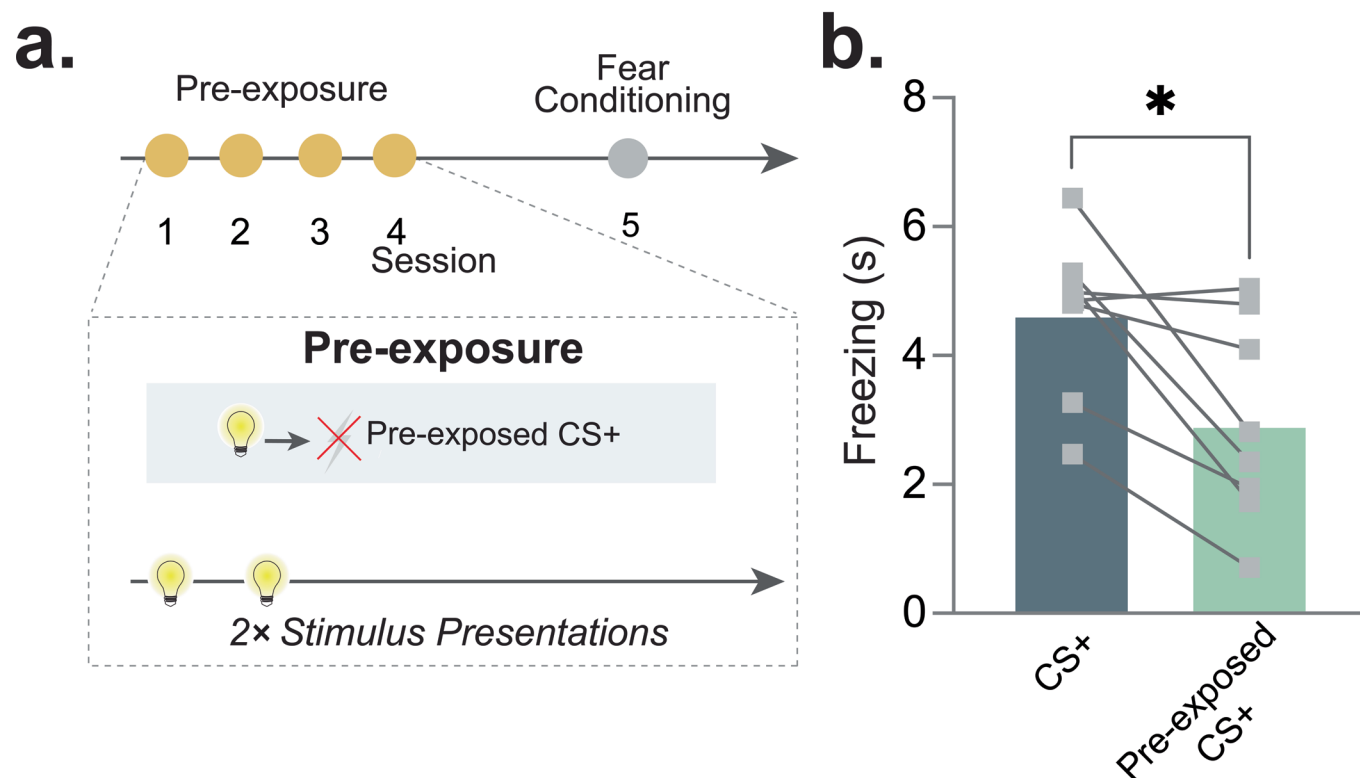 a.
Pre-exposure
Fear
Conditioning
1 2 3 4 5
Session
Pre-exposure
Pre-exposed CS+
2× Stimulus Presentations
b.
*
8
6
4
2
0
Freezing (s)
CS+
Pre-exposed
CS+